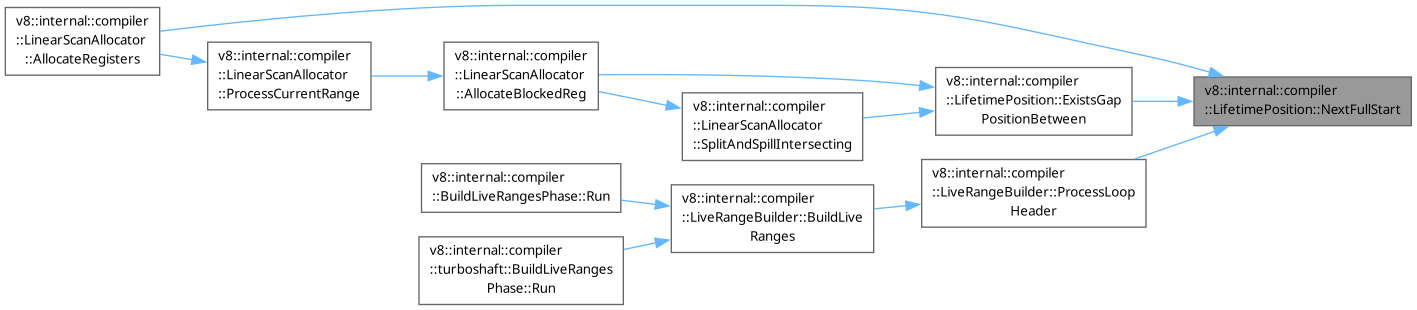 v8::internal::compiler
::LinearScanAllocator
::AllocateRegisters
v8::internal::compiler
::LinearScanAllocator
::ProcessCurrentRange
v8::internal::compiler
::LinearScanAllocator
::AllocateBlockedReg
v8::internal::compiler
::LinearScanAllocator
::SplitAndSpillIntersecting
v8::internal::compiler
::LifetimePosition::ExistsGap
PositionBetween
v8::internal::compiler
::LifetimePosition::NextFullStart
v8::internal::compiler
::BuildLiveRangesPhase::Run
v8::internal::compiler
::turboshaft::BuildLiveRanges
Phase::Run
v8::internal::compiler
::LiveRangeBuilder::BuildLive
Ranges
v8::internal::compiler
::LiveRangeBuilder::ProcessLoop
Header